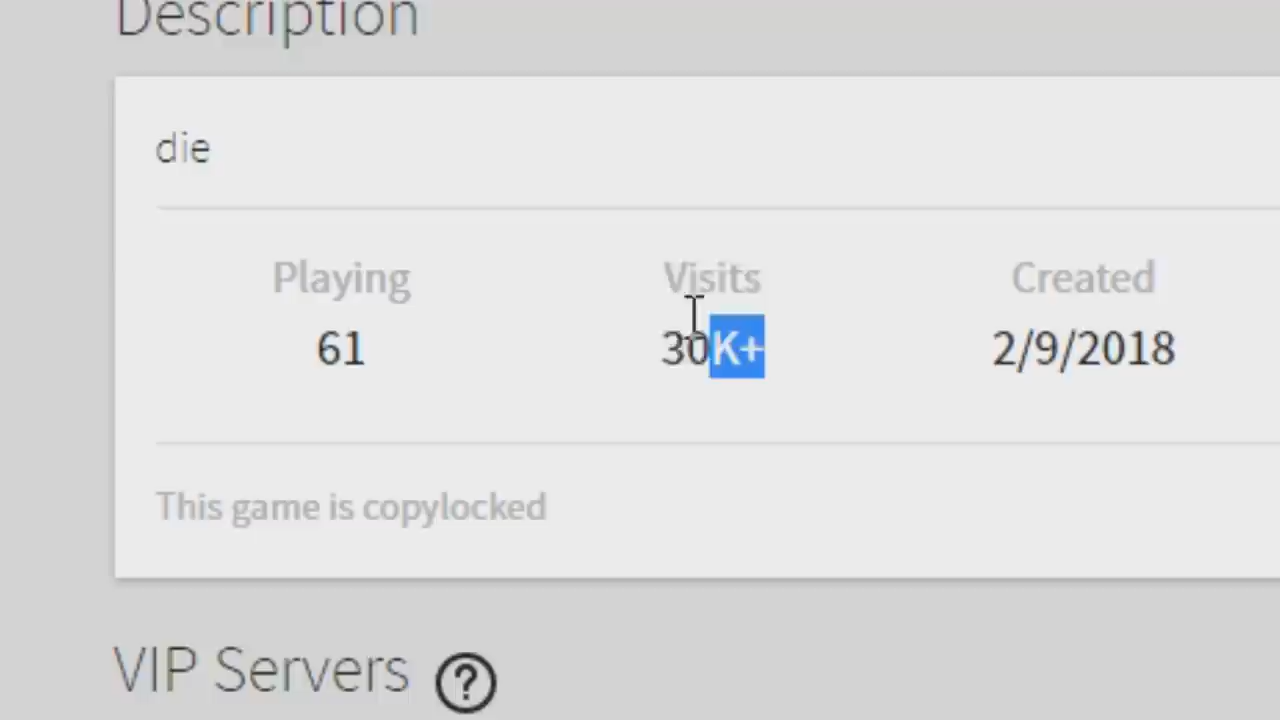 Description
die
Playing Visits Created
61 30K+ 2/9/2018
This game is copylocked
VIP Servers ?